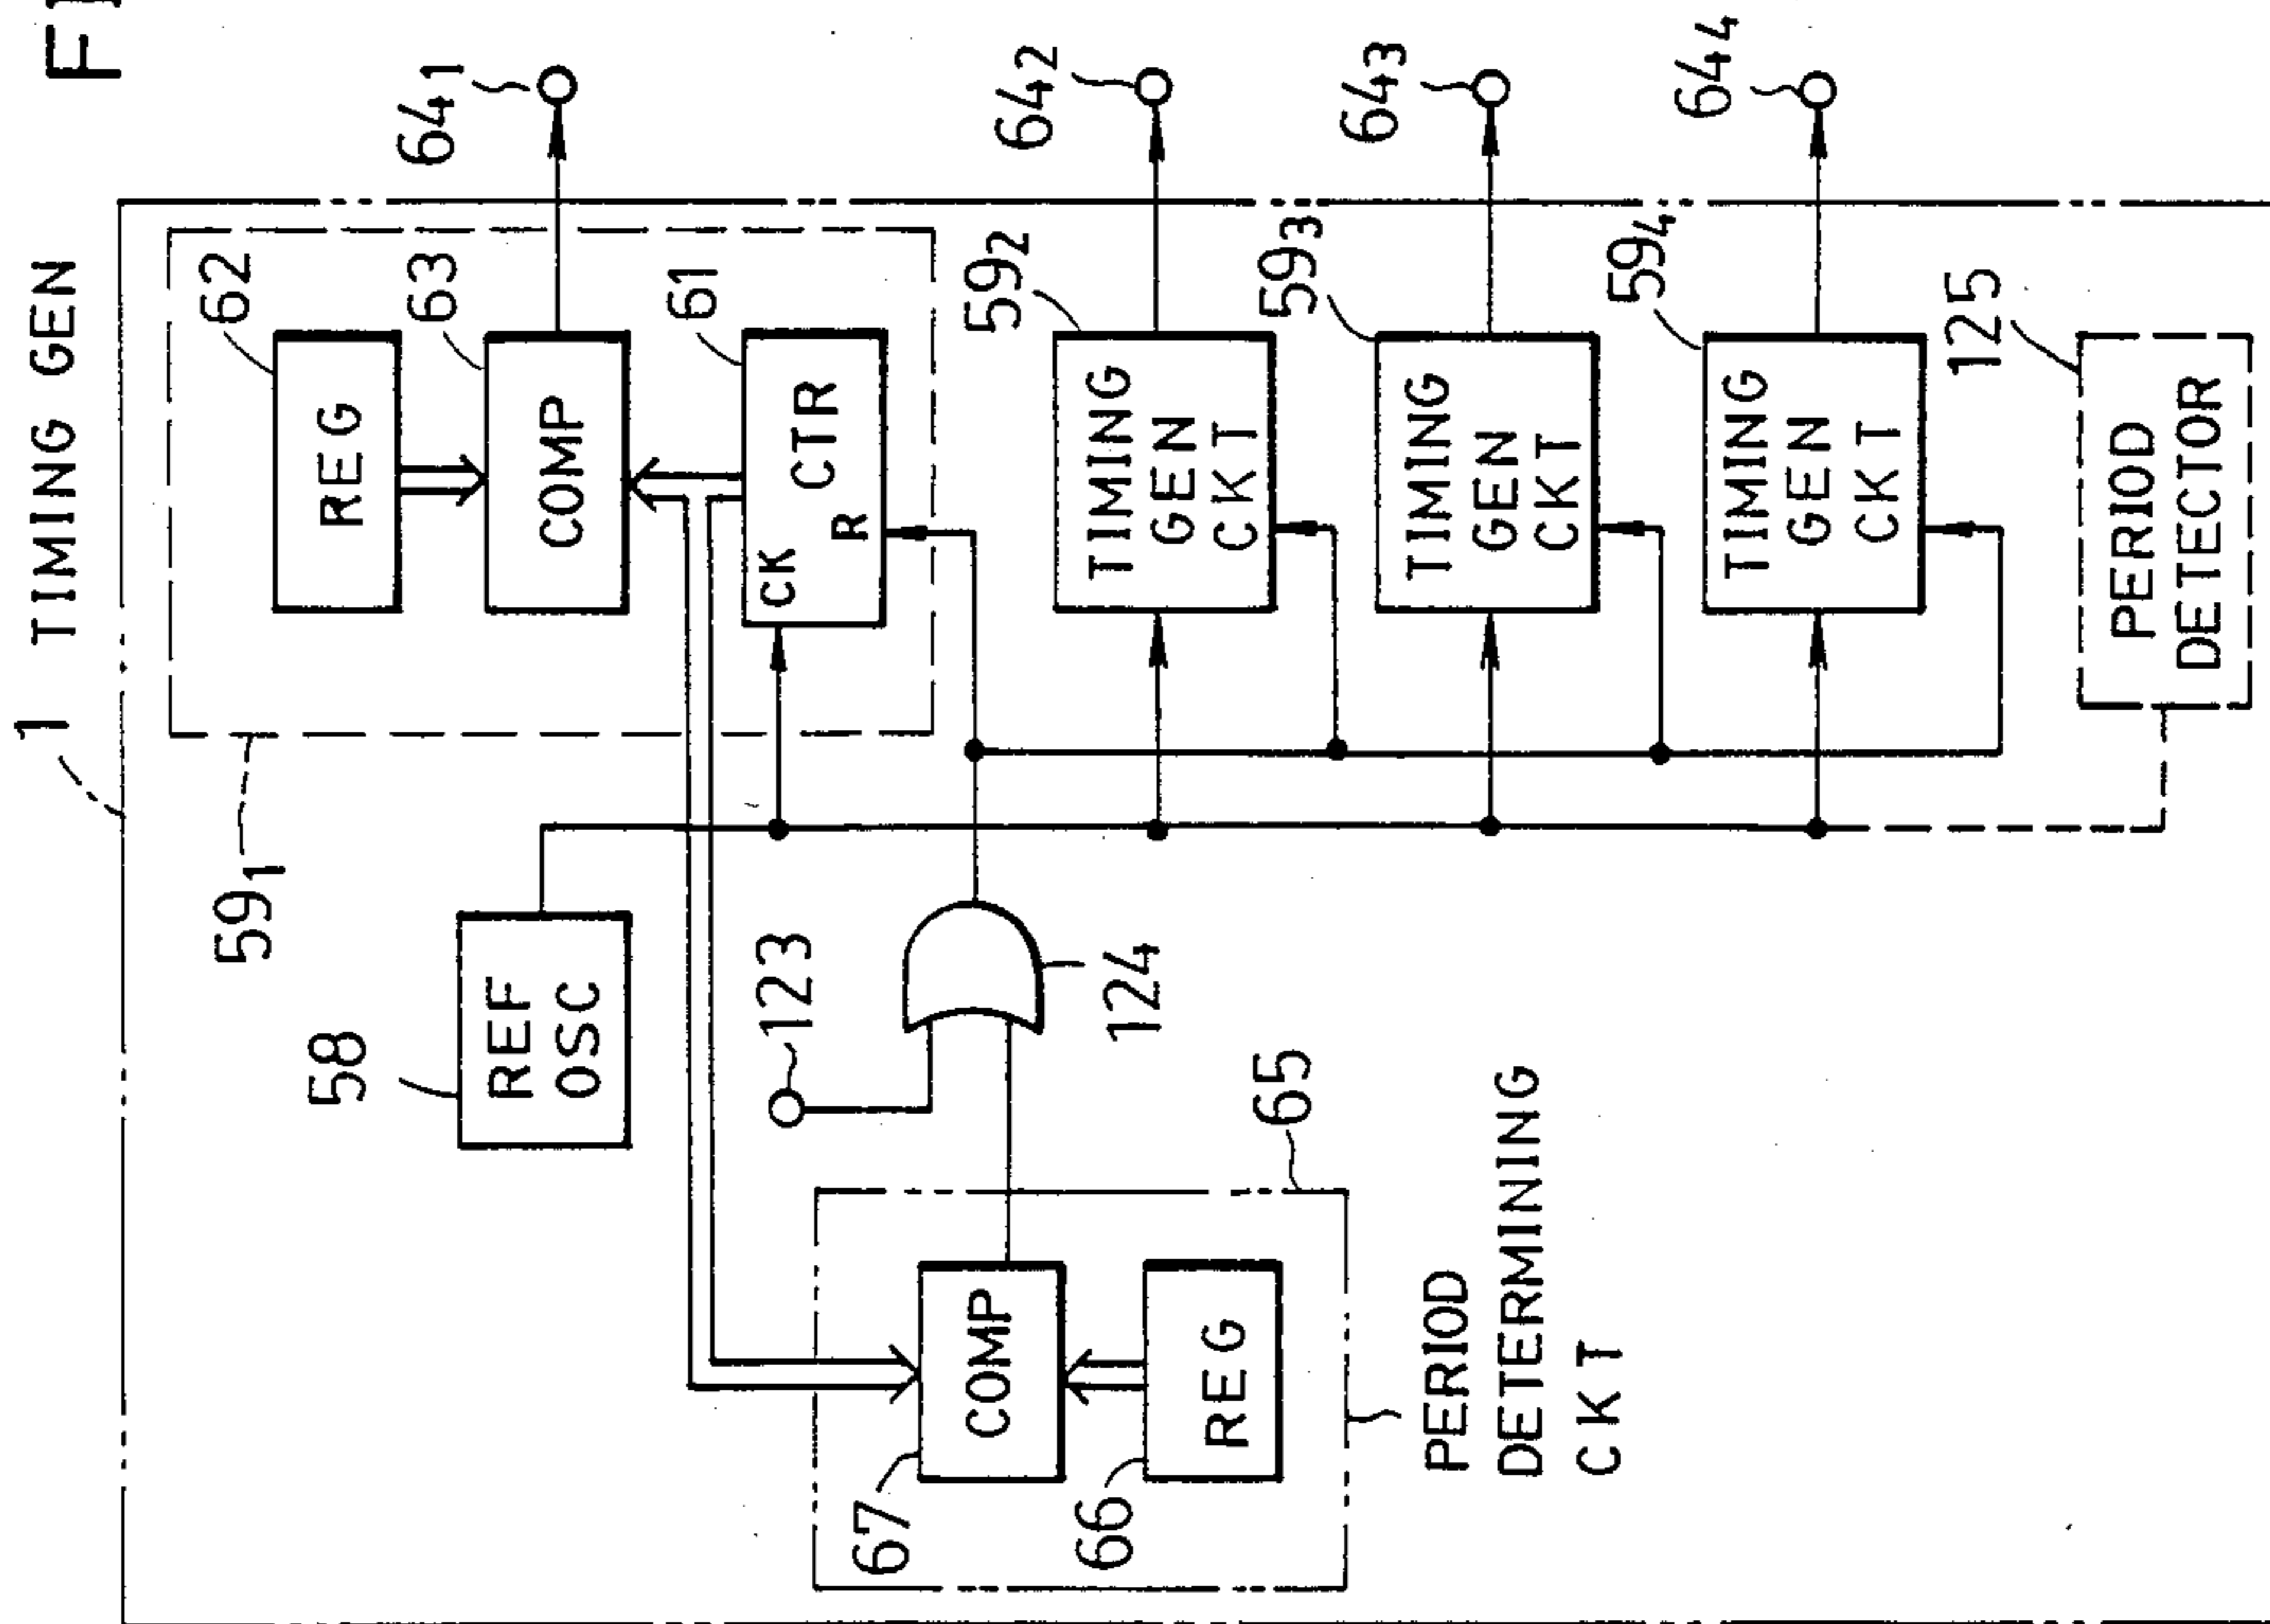 1 TIMING GEN
59₁
62
REG
63
COMP
61
CTR
CK
R
64₁
58
REF
OSC
123
124
59₂
TIMING
GEN
CKT
64₂
59₃
TIMING
GEN
CKT
64₃
59₄
TIMING
GEN
CKT
64₄
67
COMP
66
REG
65
PERIOD
DETERMINING
CKT
125
PERIOD
DETECTOR